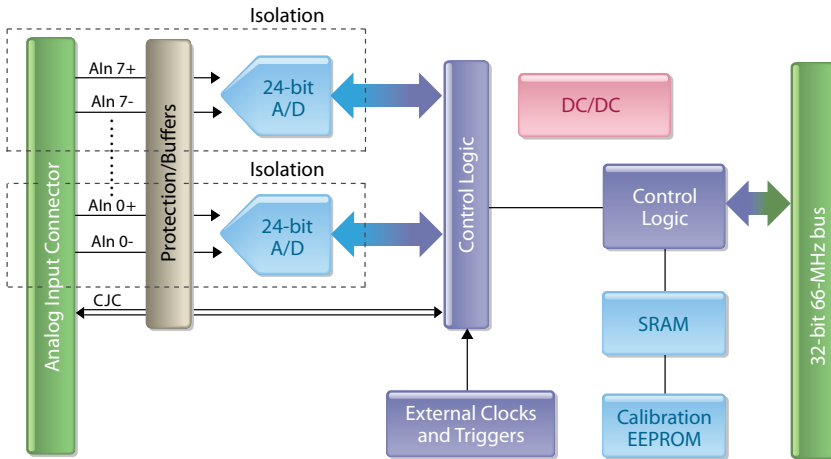 Isolation
AIn 7+
AIn 7-
24-bit
A/D
Isolation
AIn 0+
AIn 0-
24-bit
A/D
CJC
Analog Input Connector
Protection/Buffers
Control Logic
DC/DC
Control
Logic
SRAM
Calibration
EEPROM
External Clocks
and Triggers
32-bit 66-MHz bus